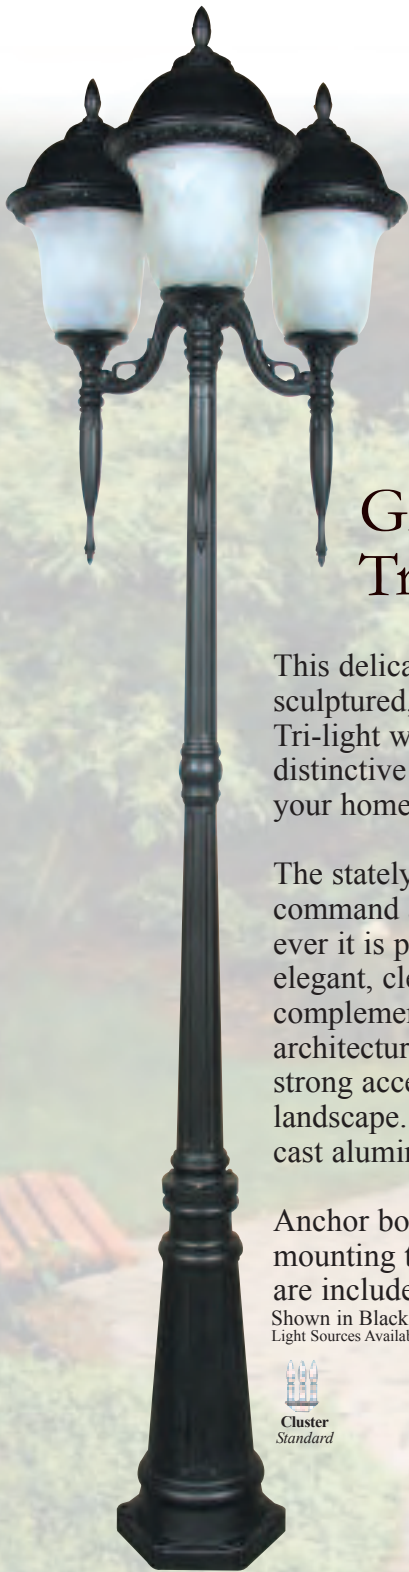 G
Tr
This delica
sculptured,
Tri-light w
distinctive
your home
The stately
command
ever it is p
elegant, cl
complemen
architectur
strong acce
landscape.
cast alumin
Anchor bo
mounting t
are include
Shown in Black
Light Sources Availab
Cluster
Standard